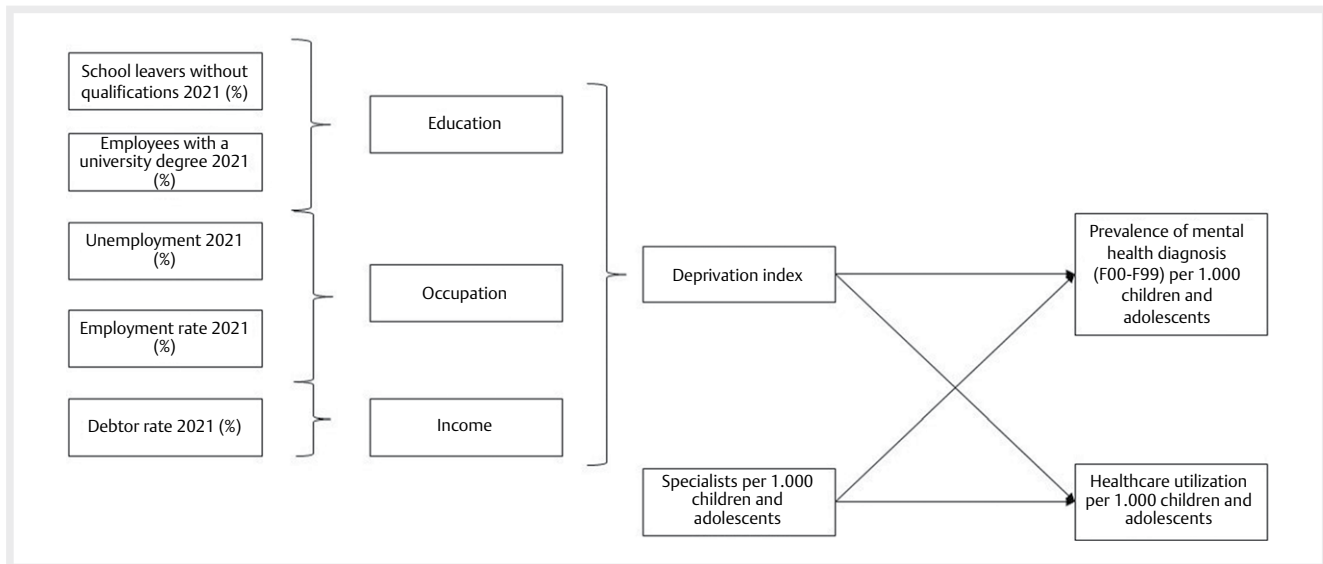 School leavers without
qualifications 2021 (%)
Employees with a
university degree 2021
(%)
Unemployment 2021
(%)
Employment rate 2021
(%)
Debtor rate 2021 (%)
Education
Occupation
Income
Deprivation index
Specialists per 1.000
children and
adolescents
Prevalence of mental
health diagnosis
(F00-F99) per 1.000
children and
adolescents
Healthcare utilization
per 1.000 children and
adolescents